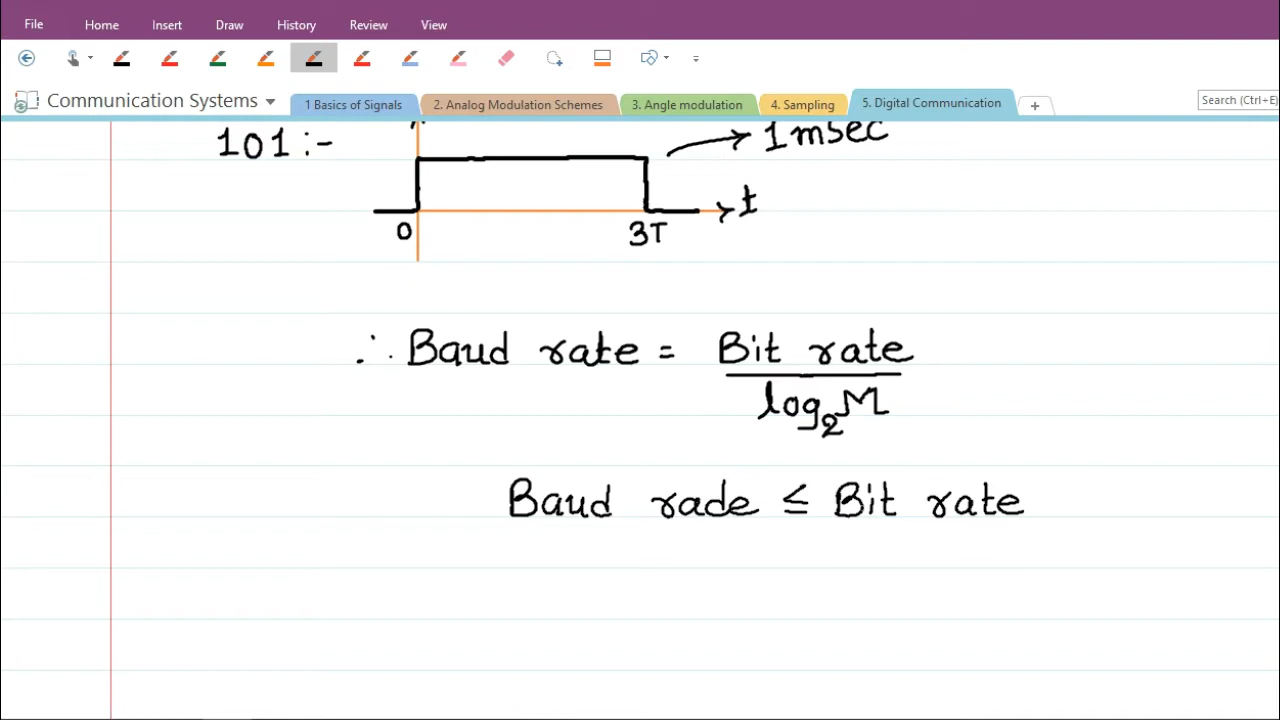 File Home Insert Draw History Review View
Communication Systems 1 Basics of Signals 2. Analog Modulation Schemes 3. Angle modulation 4. Sampling 5. Digital Communication + Search (Ctrl+E)
101 :- 1 msec
t
0 3T
∴ Baud rate = Bit rate
log₂M
Baud rade ≤ Bit rate